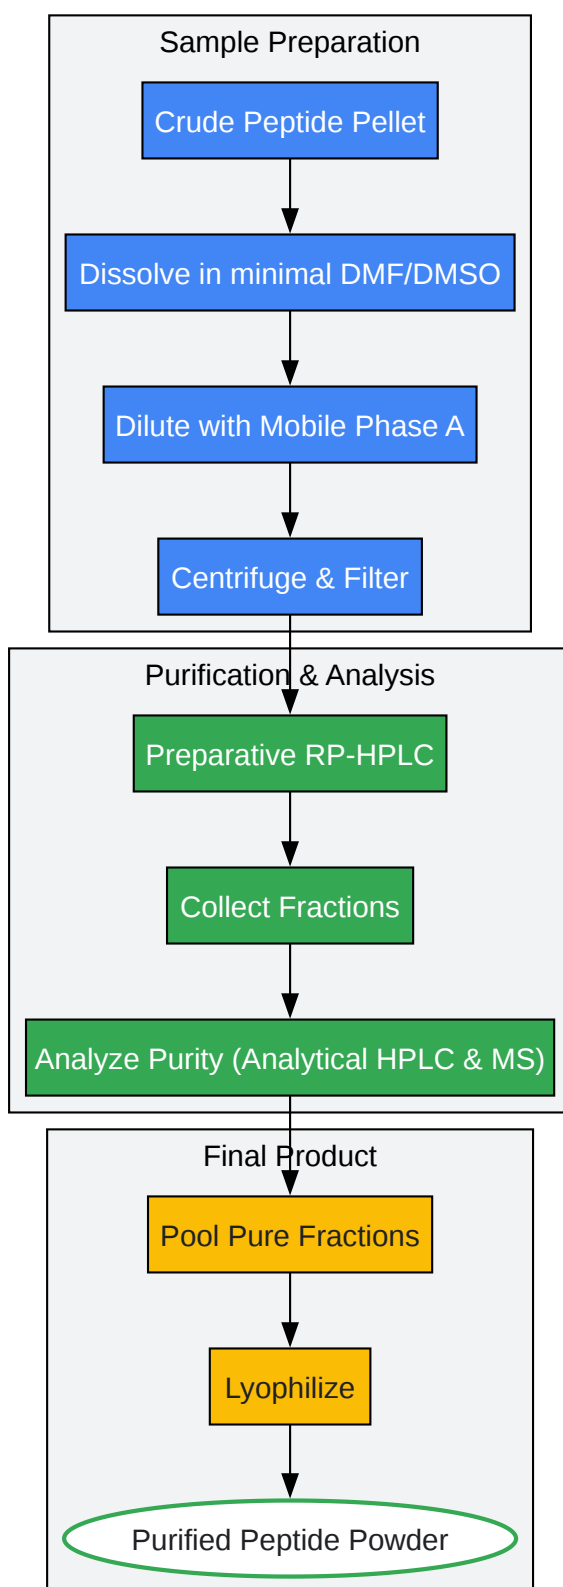 Sample Preparation
Crude Peptide Pellet
Dissolve in minimal DMF/DMSO
Dilute with Mobile Phase A
Centrifuge & Filter
Purification & Analysis
Preparative RP-HPLC
Collect Fractions
Analyze Purity (Analytical HPLC & MS)
Final Product
Pool Pure Fractions
Lyophilize
Purified Peptide Powder